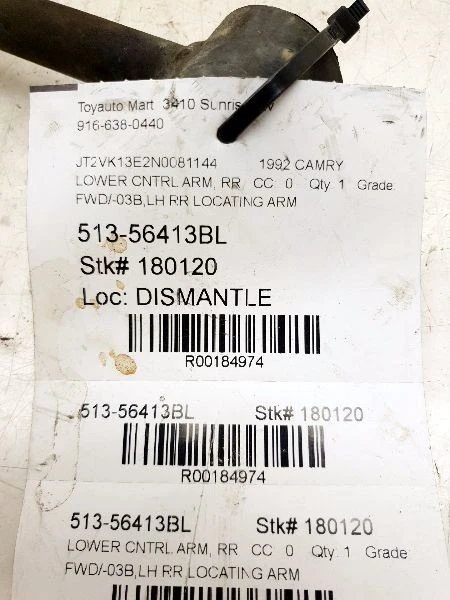 Toyauto Mart 3410
916-638-0440
JT2VK13E2N0081144 1992 CAMRY
LOWER CNTRL ARM, RR CC 0 Qty: 1 Grade:
FWD/-03B,LH RR LOCATING ARM
513-56413BL
Stk# 180120
Loc: DISMANTLE
R00184974
513-56413BL Stk# 180120
R00184974
513-56413BL Stk# 180120
LOWER CNTRL ARM, RR CC 0 Qty: 1 Grade:
FWD/-03B,LH RR LOCATING ARM